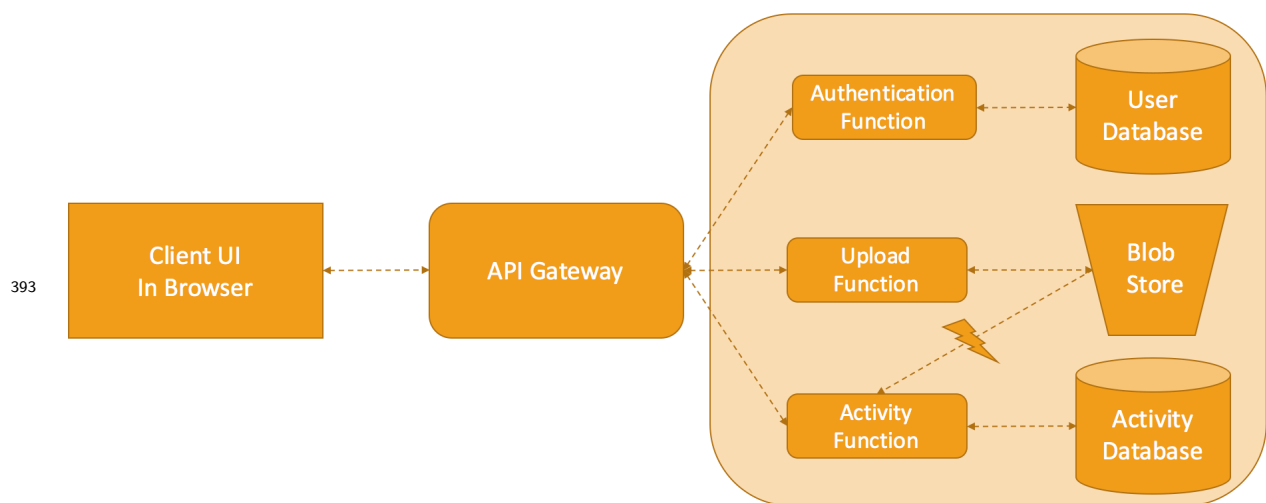 Authentication
Function
User
Database
Client UI
In Browser
API Gateway
Upload
Function
Blob
Store
393
Activity
Function
Activity
Database